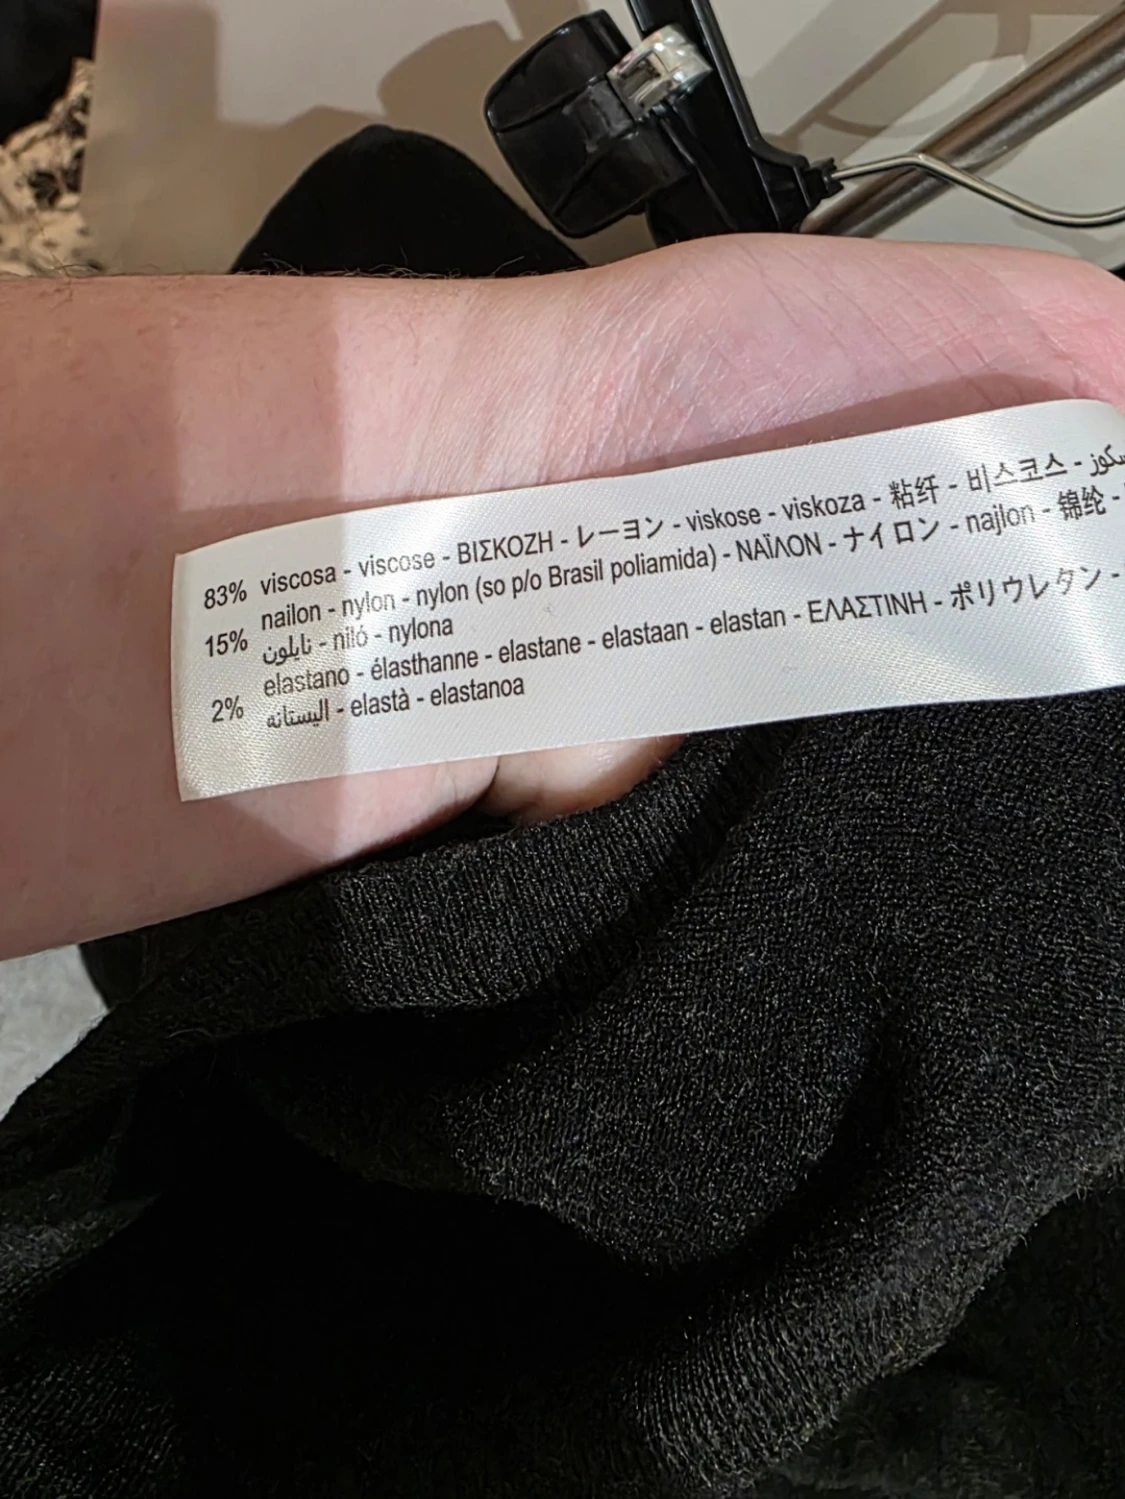 83% viscosa - viscose - ΒΙΣΚΟΖΗ - レーヨン - viskose - viskoza - 粘纤 - 비스코스 -
15% nailon - nylon - nylon (so p/o Brasil poliamida) - ΝΑΪΛΟΝ - ナイロン - najlon - 锦纶 -
نايلون - niló - nylona
2% elastano - élasthanne - elastane - elastaan - elastan - ΕΛΑΣΤΙΝΗ - ポリウレタン -
اليستانه - elastà - elastanoa